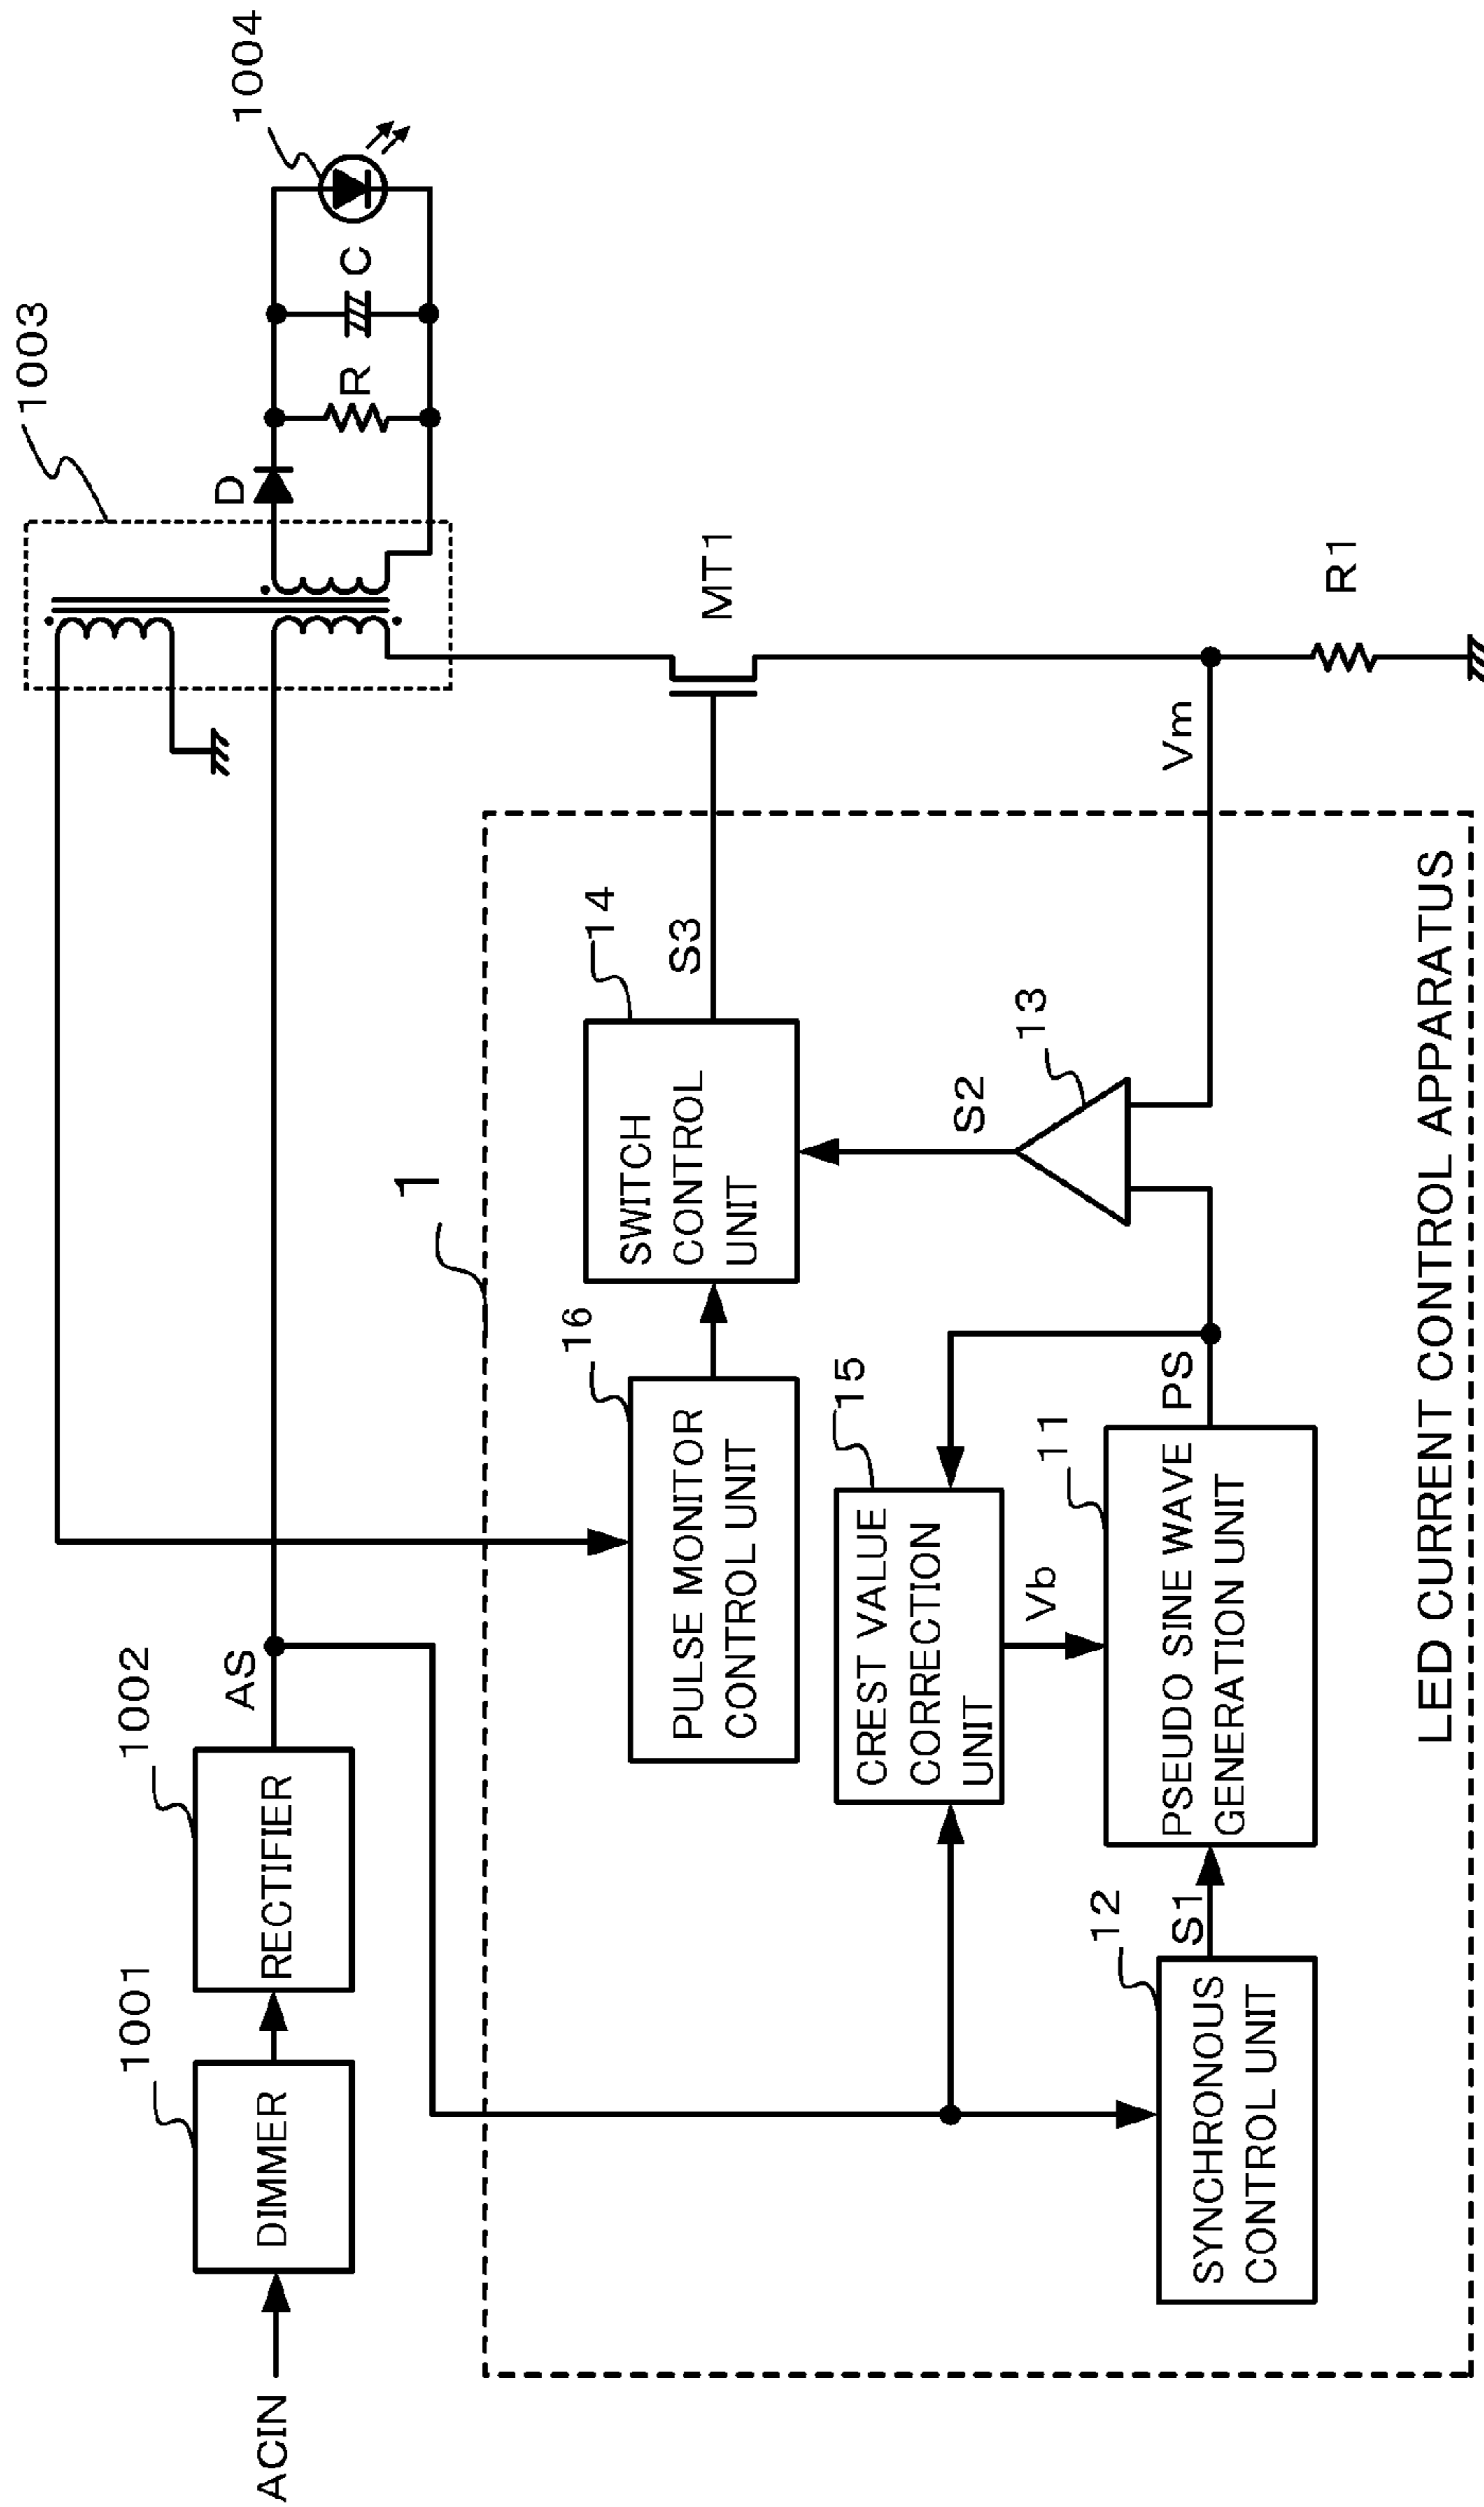 ACIN
1001
DIMMER
1002
RECTIFIER
AS
1003
D
R
C
1004
1
16
PULSE MONITOR
CONTROL UNIT
14
SWITCH
CONTROL
UNIT
S3
MT1
15
CREST VALUE
CORRECTION
UNIT
Vb
S2
13
12
SYNCHRONOUS
CONTROL UNIT
S1
11
PSEUDO SINE WAVE
GENERATION UNIT
PS
Vm
R1
LED CURRENT CONTROL APPARATUS